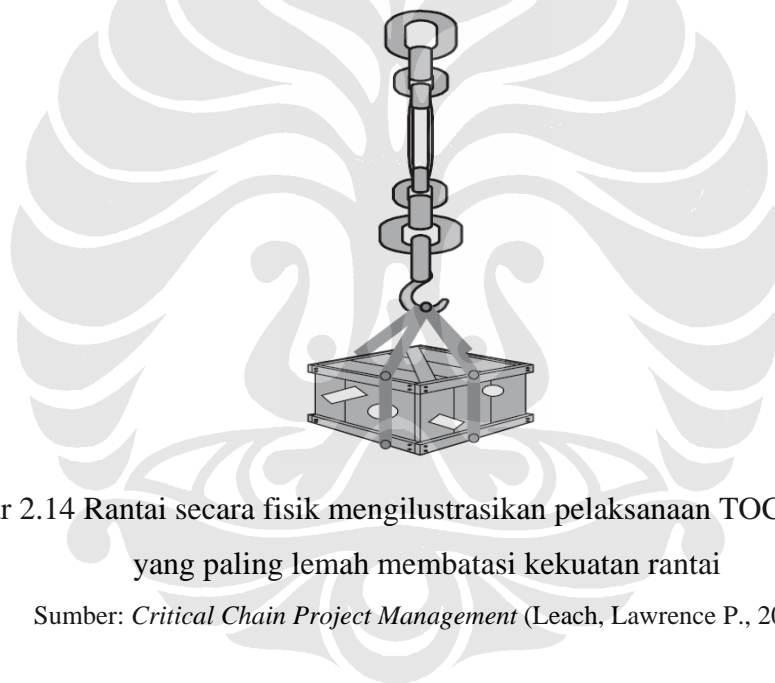 r 2.14 Rantai secara fisik mengilustrasikan pelaksanaan TOC
yang paling lemah membatasi kekuatan rantai
Sumber: Critical Chain Project Management (Leach, Lawrence P., 20